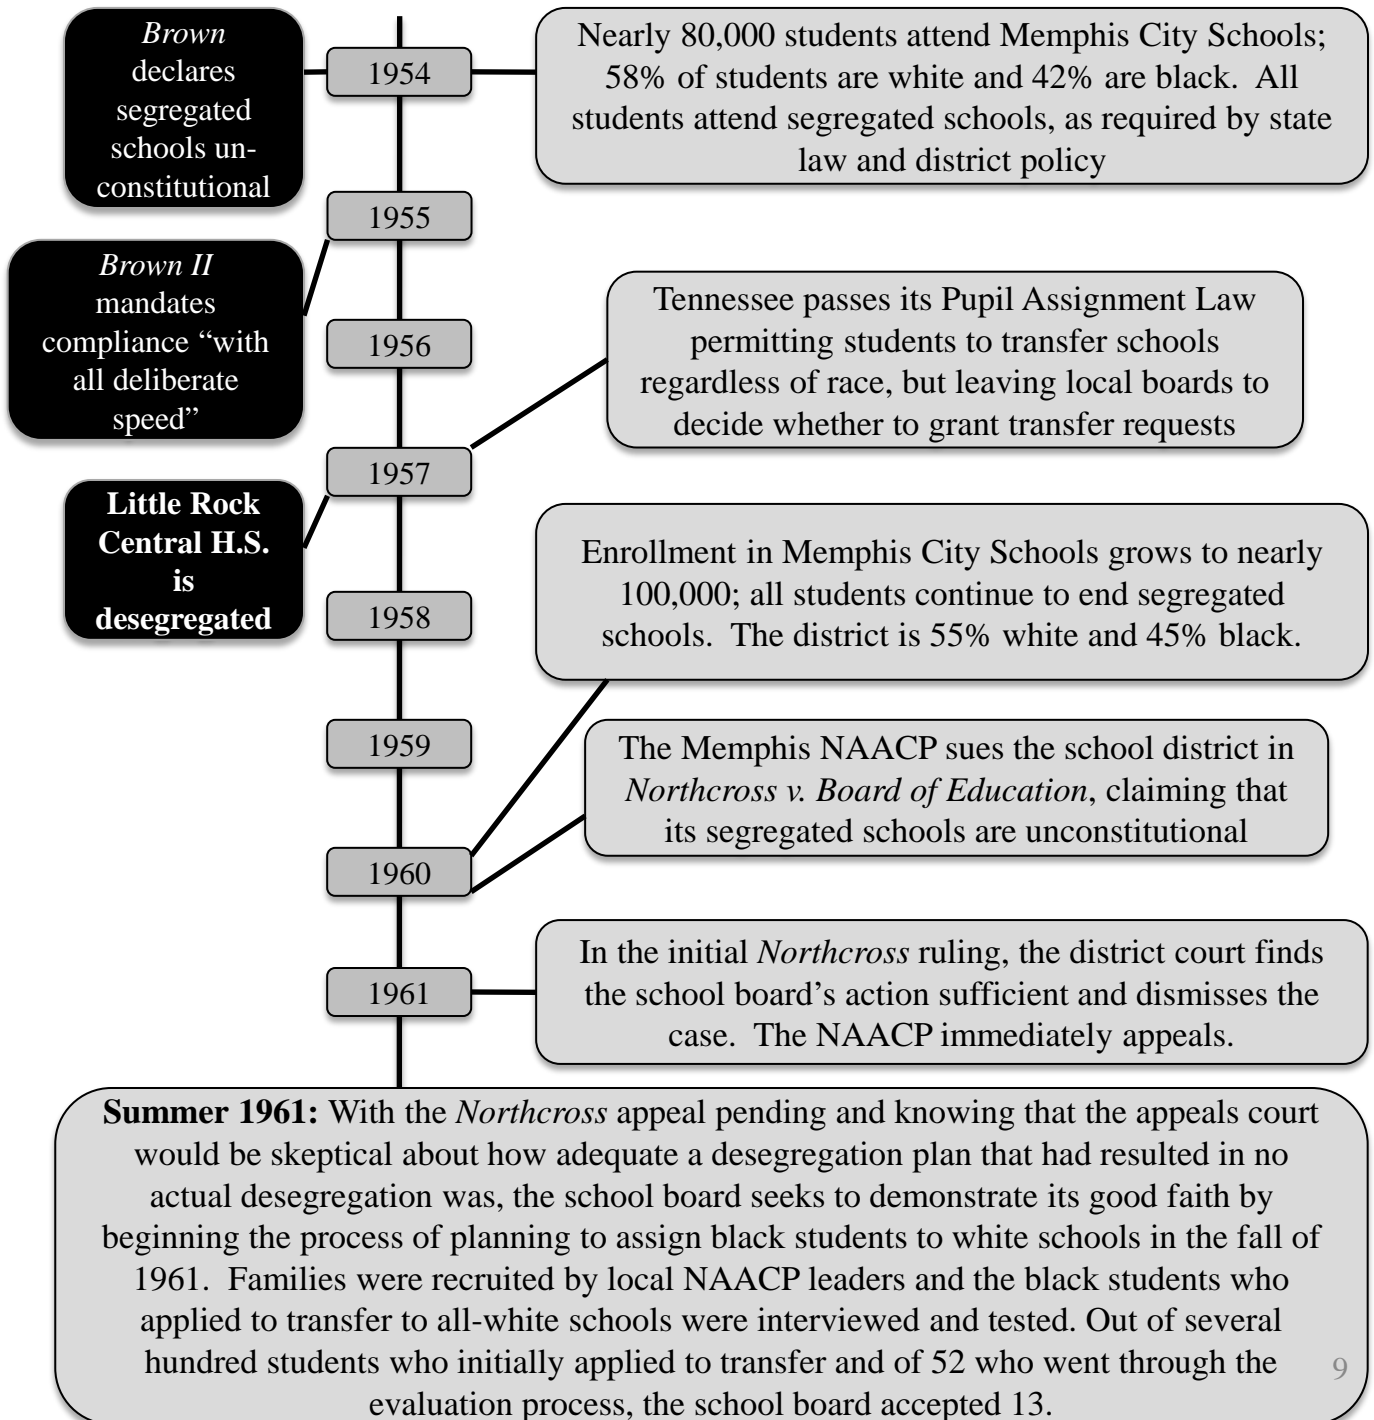 Brown
declares
segregated
schools un-
constitutional
1954
Nearly 80,000 students attend Memphis City Schools;
58% of students are white and 42% are black.  All
students attend segregated schools, as required by state
law and district policy
1955
Brown II
mandates
compliance “with
all deliberate
speed”
1956
Tennessee passes its Pupil Assignment Law
permitting students to transfer schools
regardless of race, but leaving local boards to
decide whether to grant transfer requests
1957
Little Rock
Central H.S.
is
desegregated
1958
Enrollment in Memphis City Schools grows to nearly
100,000; all students continue to end segregated
schools.  The district is 55% white and 45% black.
1959
The Memphis NAACP sues the school district in
Northcross v. Board of Education, claiming that
its segregated schools are unconstitutional
1960
In the initial Northcross ruling, the district court finds
the school board’s action sufficient and dismisses the
case.  The NAACP immediately appeals.
1961
Summer 1961: With the Northcross appeal pending and knowing that the appeals court
would be skeptical about how adequate a desegregation plan that had resulted in no
actual desegregation was, the school board seeks to demonstrate its good faith by
beginning the process of planning to assign black students to white schools in the fall of
1961.  Families were recruited by local NAACP leaders and the black students who
applied to transfer to all-white schools were interviewed and tested. Out of several
hundred students who initially applied to transfer and of 52 who went through the
evaluation process, the school board accepted 13.
9